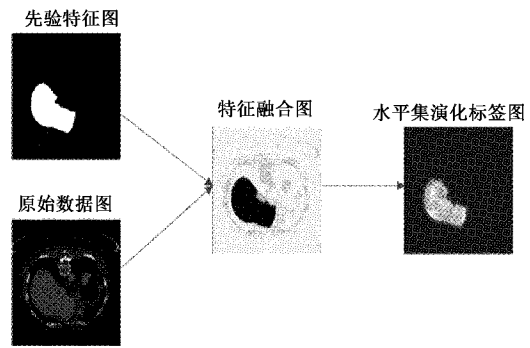 先验特征图
特征融合图
水平集演化标签图
原始数据图